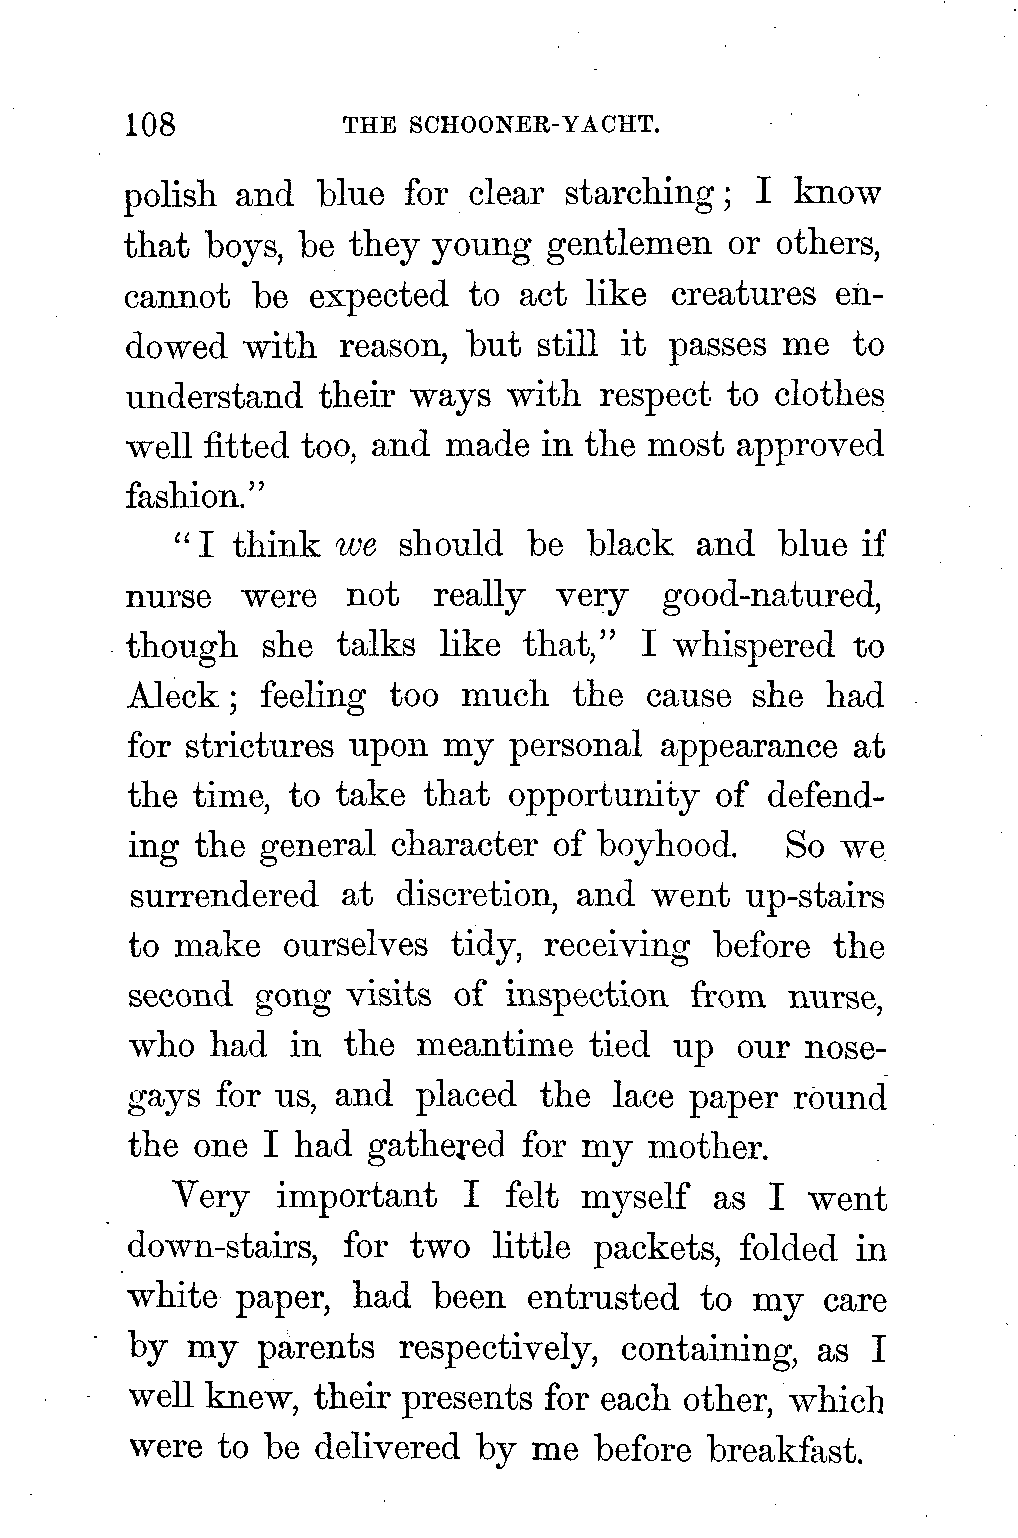 108 THE SCHOONER-YACHT.
polish and blue for clear starching; I know
that boys, be they young gentlemen or others,
cannot be expected to act like creatures en-
dowed with reason, but still it passes me to
understand their ways with respect to clothes
well fitted too, and made in the most approved
fashion."
"I think we should be black and blue if
nurse were not really very good-natured,
though she talks like that," I whispered to
Aleck; feeling too much the cause she had
for strictures upon my personal appearance at
the time, to take that opportunity of defend-
ing the general character of boyhood. So we
surrendered at discretion, and went up-stairs
to make ourselves tidy, receiving before the
second gong visits of inspection from nurse,
who had in the meantime tied up our nose-
gays for us, and placed the lace paper round
the one I had gathered for my mother.
Very important I felt myself as I went
down-stairs, for two little packets, folded in
white paper, had been entrusted to my care
by my parents respectively, containing, as I
well knew, their presents for each other, which
were to be delivered by me before breakfast.